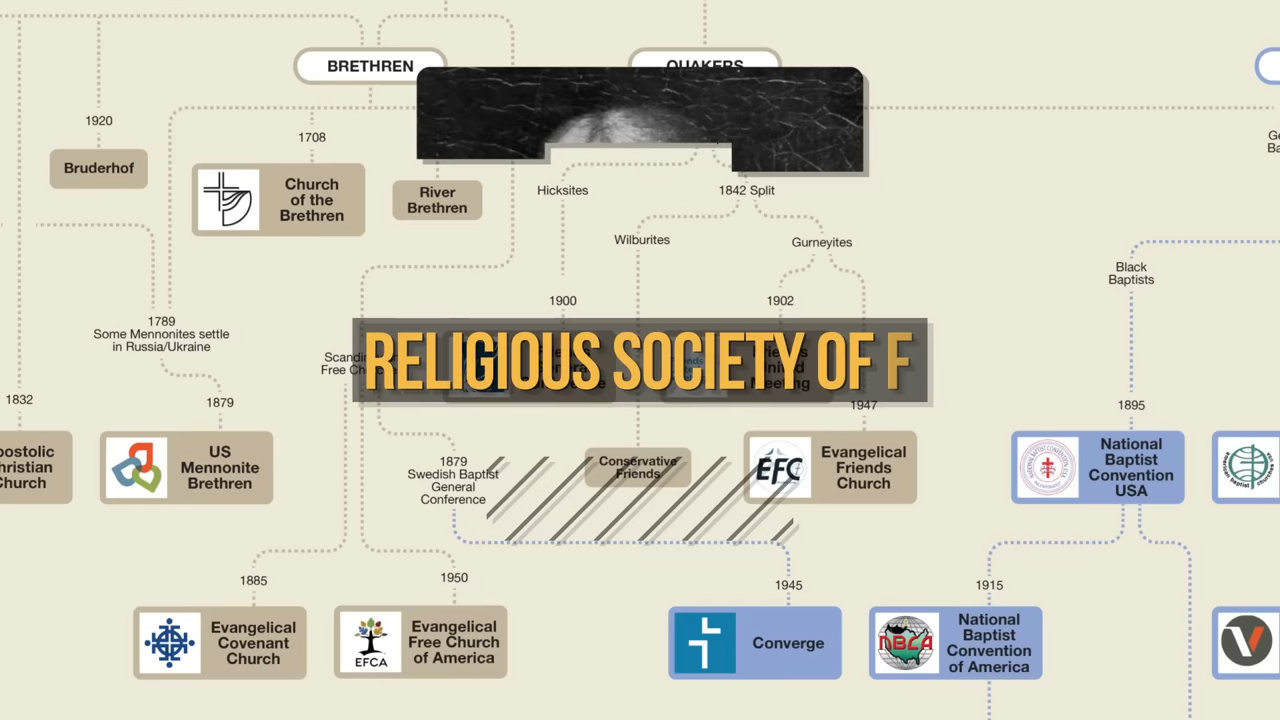 BRETHREN
QUAKERS
1920
Bruderhof
1708
Church
of the
Brethren
River
Brethren
Hicksites
1842 Split
Wilburites
Gurneyites
Black
Baptists
1789
Some Mennonites settle
in Russia/Ukraine
1900
1902
RELIGIOUS SOCIETY OF F
Meeting
1832
1879
1947
1895
Church
US
Mennonite
Brethren
1879
Swedish Baptist
General
Conference
Conservative
Friends
EFC
Evangelical
Friends
Church
National
Baptist
Convention
USA
1885
1950
1945
1915
Evangelical
Covenant
Church
EFCA
Evangelical
Free Church
of America
Converge
NBCA
National
Baptist
Convention
of America